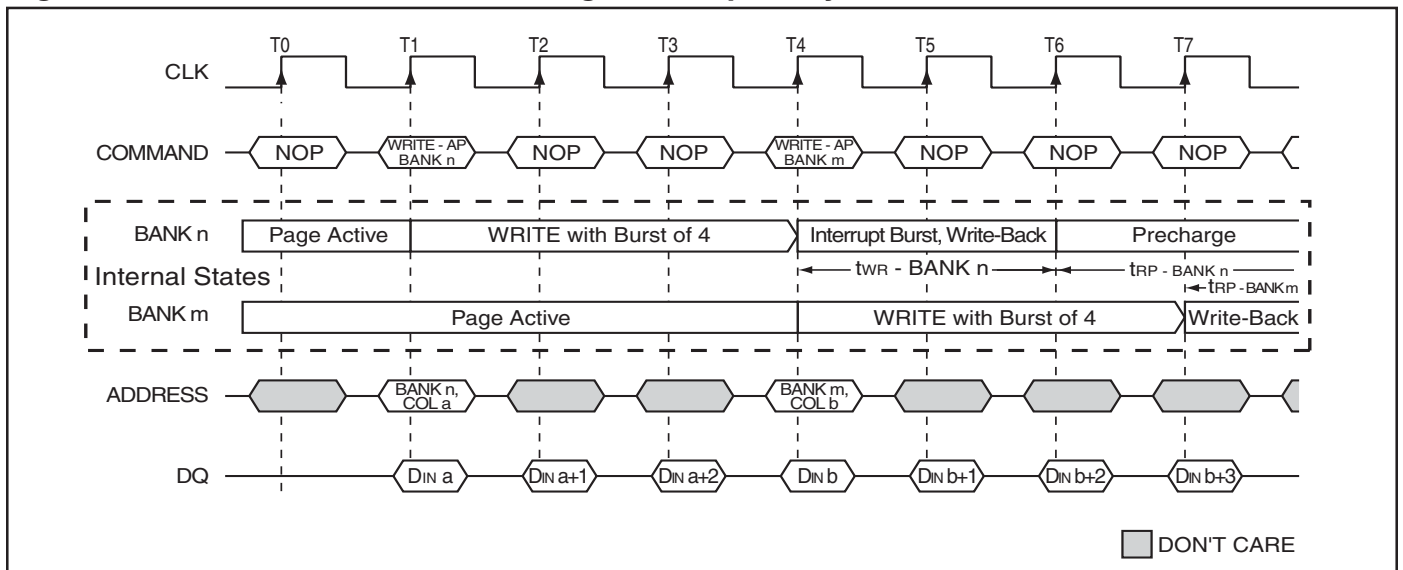 T0 T1 T2 T3 T4 T5 T6 T7
CLK
COMMAND NOP WRITE - AP BANK n NOP NOP WRITE - AP BANK m NOP NOP NOP
BANK n Page Active WRITE with Burst of 4 Interrupt Burst, Write-Back Precharge
tWR - BANK n tRP - BANK n
Internal States
tRP - BANK m
BANK m Page Active WRITE with Burst of 4 Write-Back
ADDRESS BANK n, COL a BANK m, COL b
DQ DIN a DIN a+1 DIN a+2 DIN b DIN b+1 DIN b+2 DIN b+3
DON'T CARE